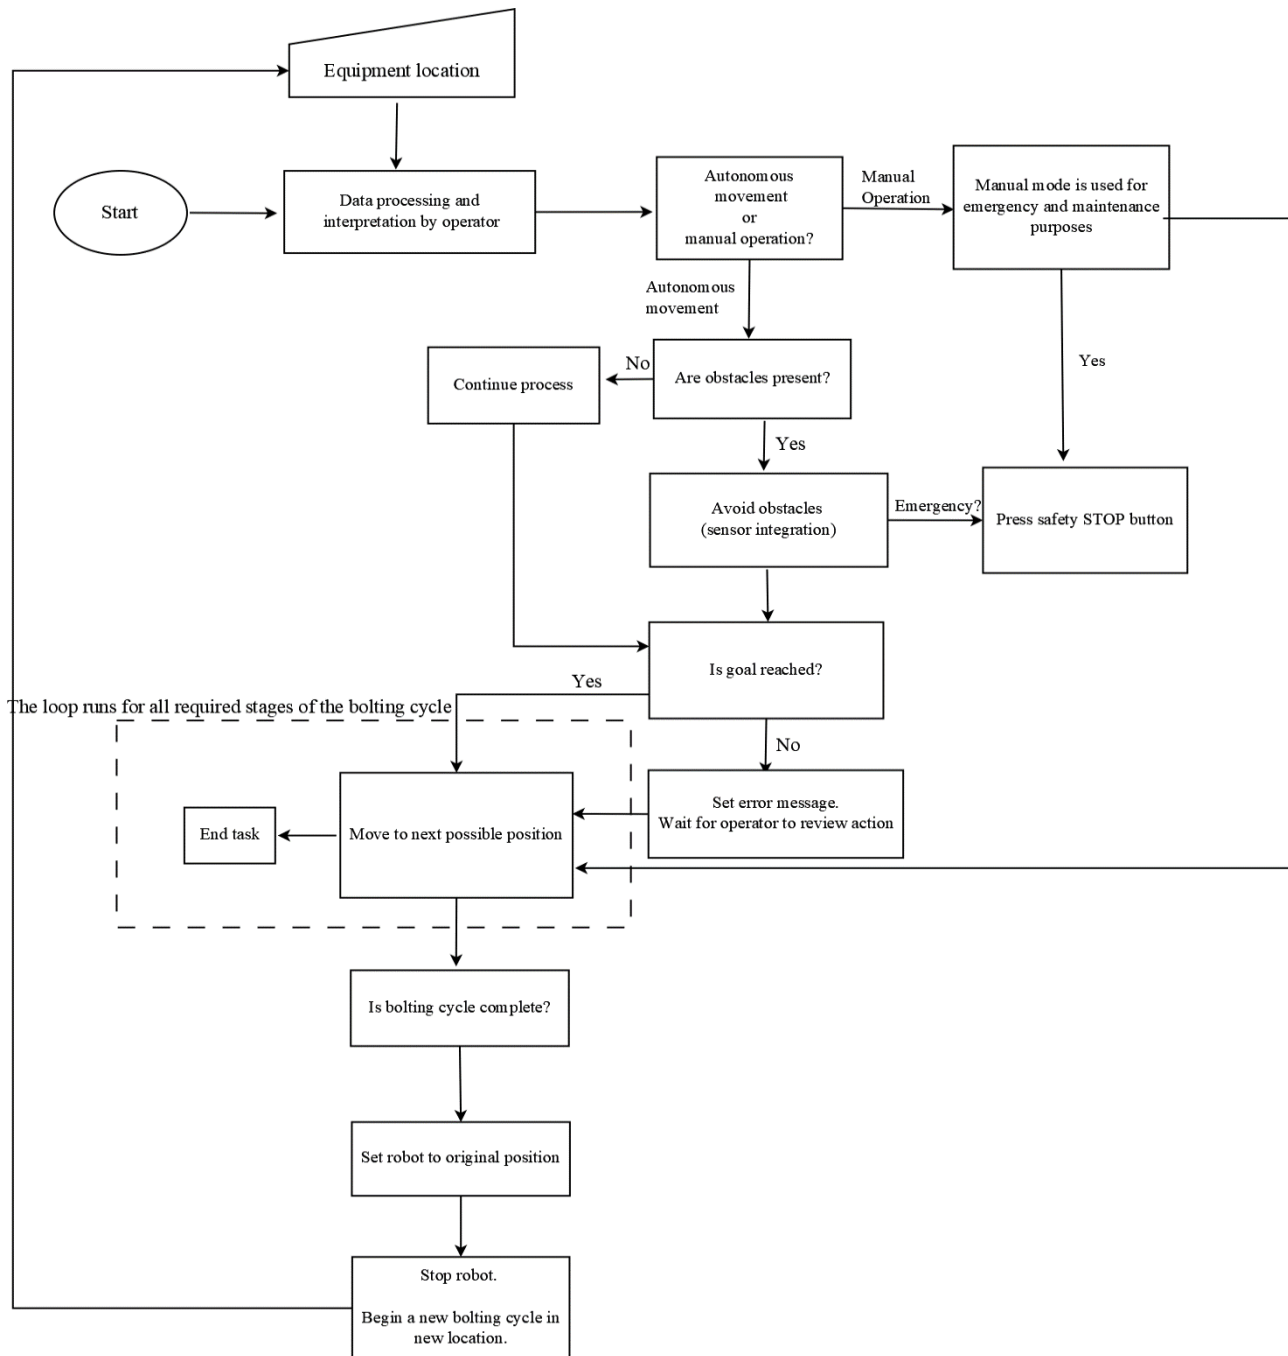 Equipment location
Start
Data processing and
interpretation by operator
Autonomous
movement
or
manual operation?
Manual
Operation
Manual mode is used for
emergency and maintenance
purposes
Autonomous
movement
Yes
Continue process
No
Are obstacles present?
Yes
Avoid obstacles
(sensor integration)
Emergency?
Press safety STOP button
Is goal reached?
Yes
The loop runs for all required stages of the bolting cycle
No
End task
Move to next possible position
Set error message.
Wait for operator to review action
Is bolting cycle complete?
Set robot to original position
Stop robot.
Begin a new bolting cycle in
new location.